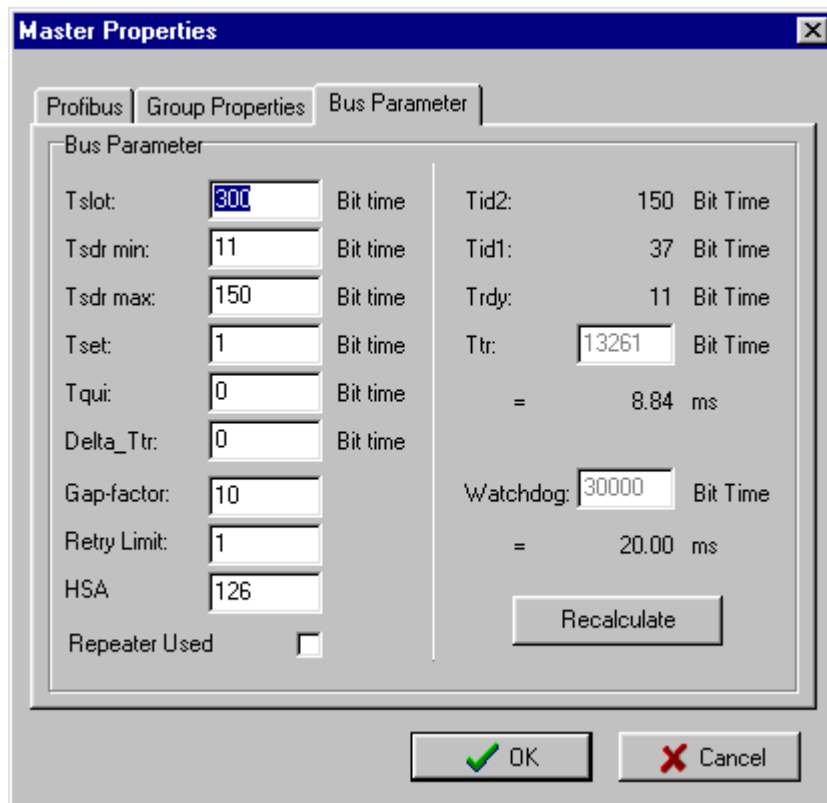 Master Properties
Profibus
Group Properties
Bus Parameter
Bus Parameter
Tslot: 300 Bit time
Tsdr min: 11 Bit time
Tsdr max: 150 Bit time
Tset: 1 Bit time
Tqui: 0 Bit time
Delta_Ttr: 0 Bit time
Gap-factor: 10
Retry Limit: 1
HSA 126
Repeater Used
Tid2: 150 Bit Time
Tid1: 37 Bit Time
Trdy: 11 Bit Time
Ttr: 13261 Bit Time
= 8.84 ms
Watchdog: 30000 Bit Time
= 20.00 ms
Recalculate
OK
Cancel